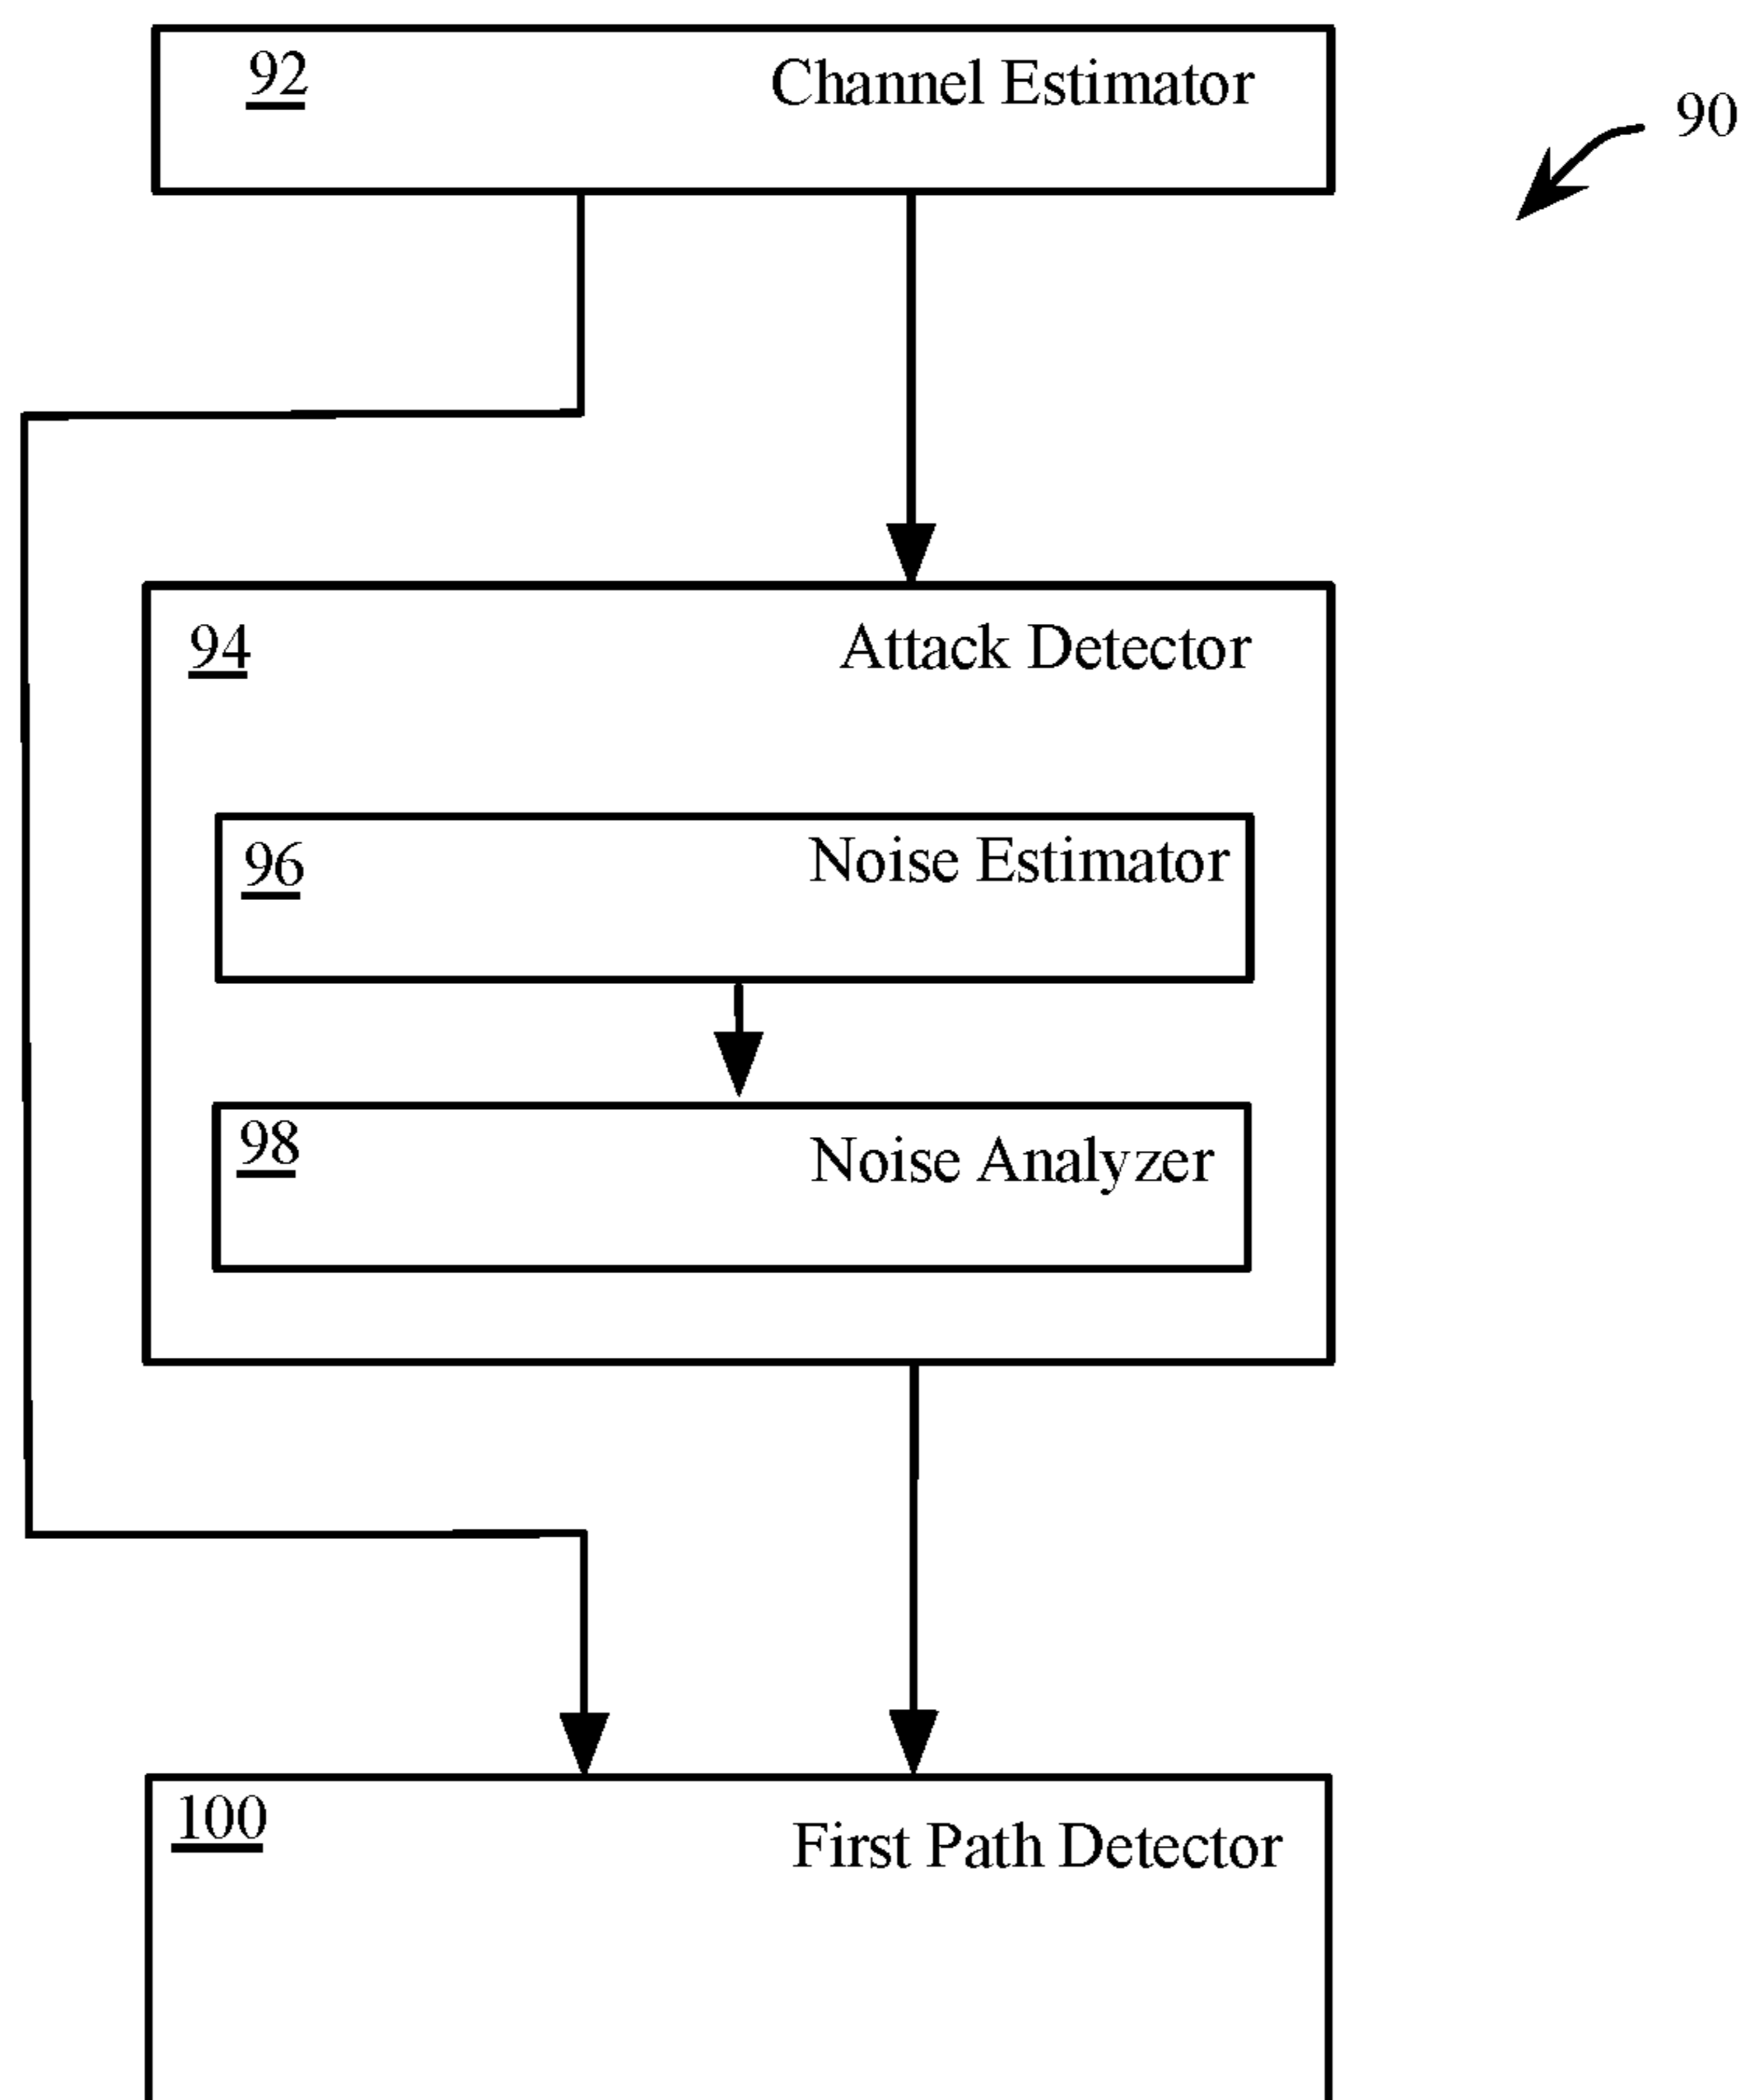 92 Channel Estimator
90
94 Attack Detector
96 Noise Estimator
98 Noise Analyzer
100 First Path Detector